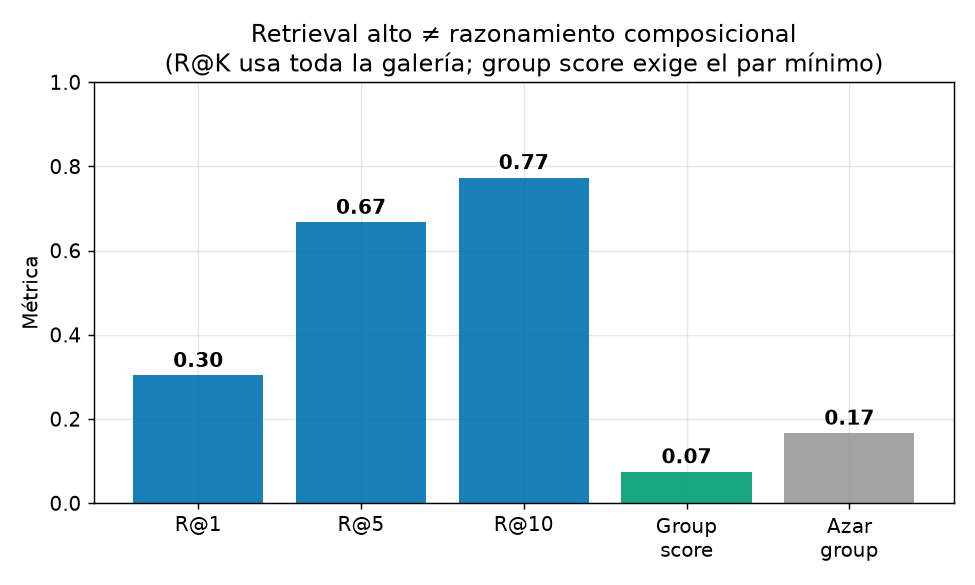 Retrieval alto ≠ razonamiento composicional
(R@K usa toda la galería; group score exige el par mínimo)
Métrica
1.0
0.8
0.6
0.4
0.2
0.0
0.30
0.67
0.77
0.07
0.17
R@1
R@5
R@10
Group
score
Azar
group